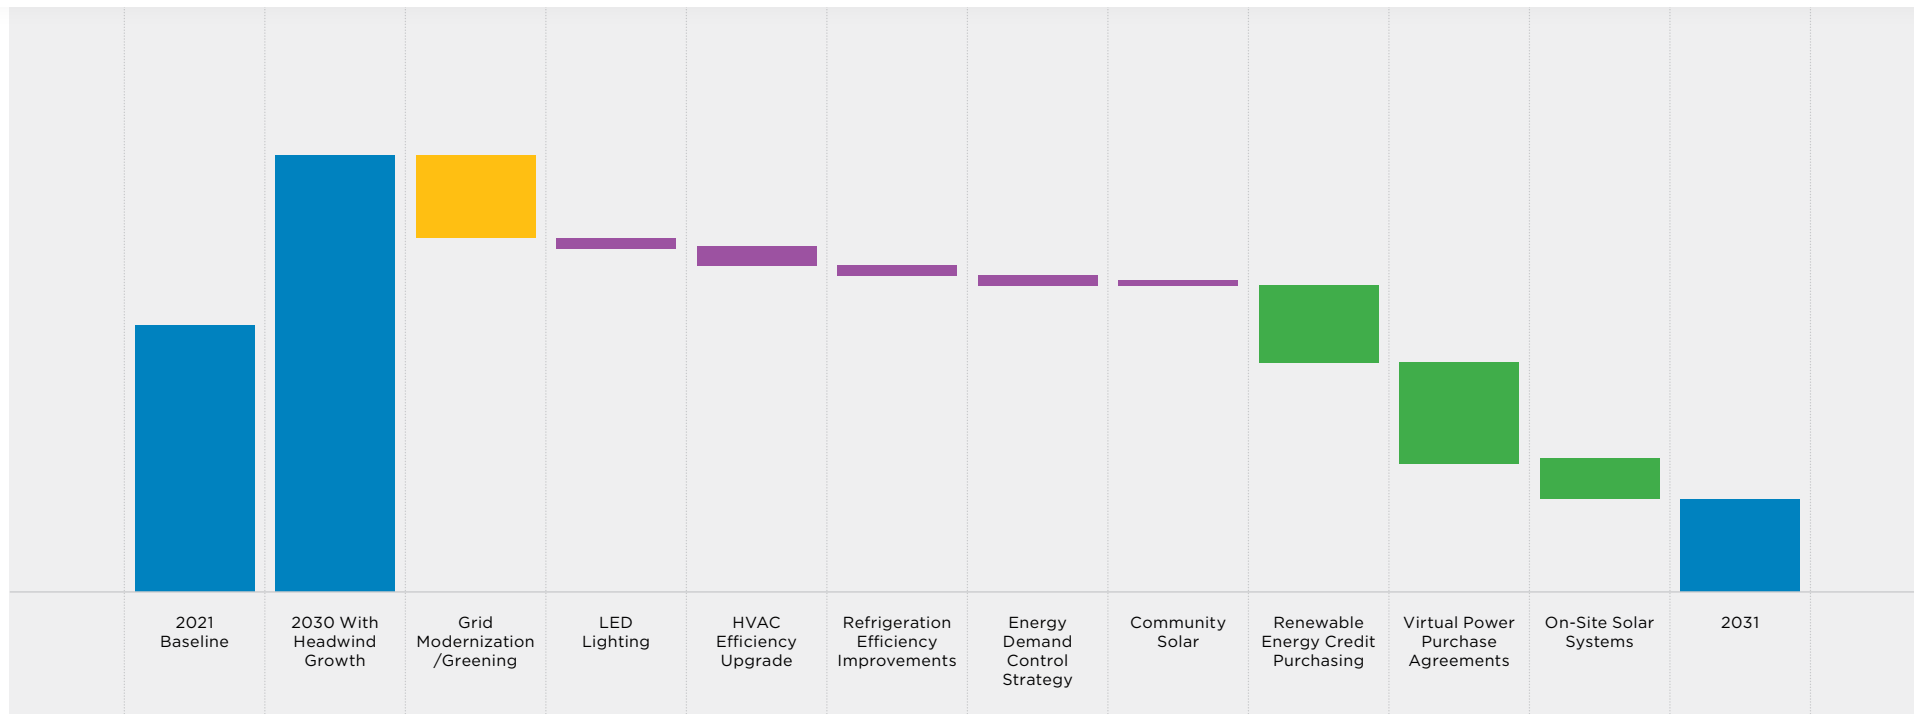 2021
Baseline
2030 With
Headwind
Growth
Grid
Modernization
/Greening
LED
Lighting
HVAC
Efficiency
Upgrade
Refrigeration
Efficiency
Improvements
Energy
Demand
Control
Strategy
Community
Solar
Renewable
Energy Credit
Purchasing
Virtual Power
Purchase
Agreements
On-Site Solar
Systems
2031